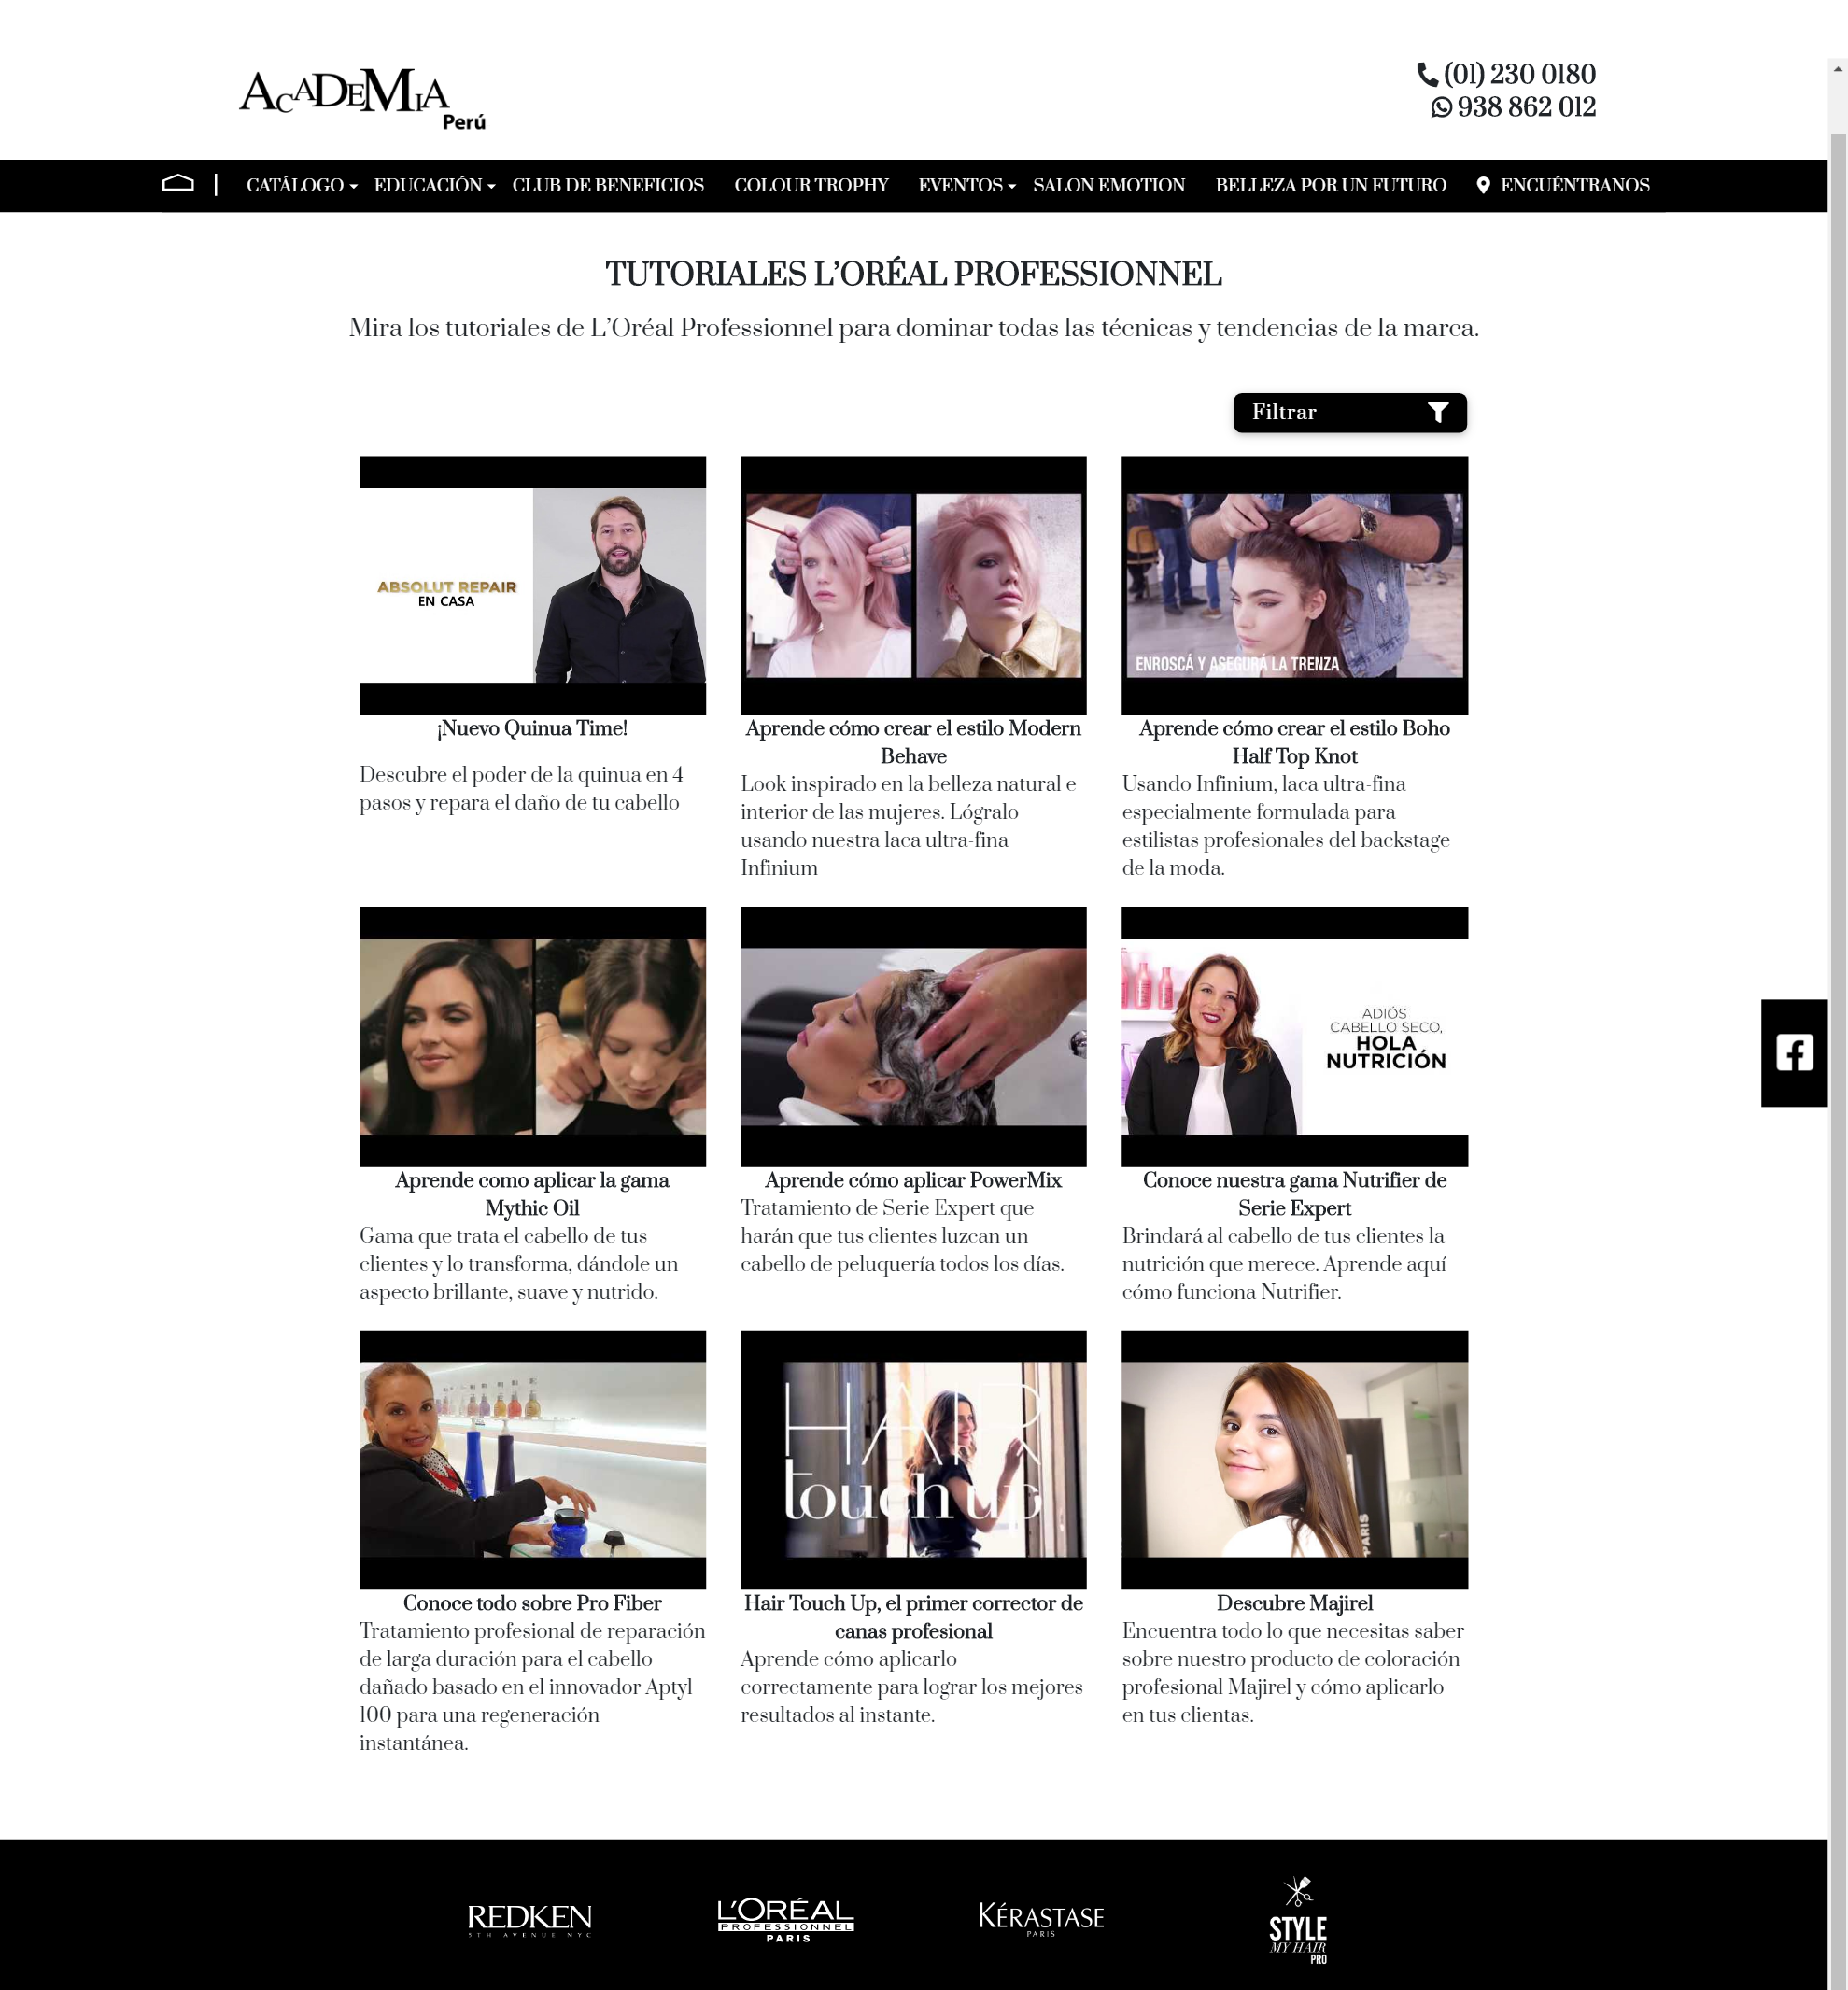 ACADEMIA
Perú
(01) 230 0180
938 862 012
CATÁLOGO EDUCACIÓN CLUB DE BENEFICIOS COLOUR TROPHY EVENTOS SALON EMOTION BELLEZA POR UN FUTURO ENCUÉNTRANOS
TUTORIALES L’ORÉAL PROFESSIONNEL
Mira los tutoriales de L’Oréal Professionnel para dominar todas las técnicas y tendencias de la marca.
Filtrar
ABSOLUT REPAIR
EN CASA
¡Nuevo Quinua Time!
Descubre el poder de la quinua en 4
pasos y repara el daño de tu cabello
Aprende cómo crear el estilo Modern
Behave
Look inspirado en la belleza natural e
interior de las mujeres. Lógralo
usando nuestra laca ultra-fina
Infinium
ENROSCÁ Y ASEGURÁ LA TRENZA
Aprende cómo crear el estilo Boho
Half Top Knot
Usando Infinium, laca ultra-fina
especialmente formulada para
estilistas profesionales del backstage
de la moda.
Aprende como aplicar la gama
Mythic Oil
Gama que trata el cabello de tus
clientes y lo transforma, dándole un
aspecto brillante, suave y nutrido.
Aprende cómo aplicar PowerMix
Tratamiento de Serie Expert que
harán que tus clientes luzcan un
cabello de peluquería todos los días.
ADIÓS
CABELLO SECO,
HOLA
NUTRICIÓN
Conoce nuestra gama Nutrifier de
Serie Expert
Brindará al cabello de tus clientes la
nutrición que merece. Aprende aquí
cómo funciona Nutrifier.
Conoce todo sobre Pro Fiber
Tratamiento profesional de reparación
de larga duración para el cabello
dañado basado en el innovador Aptyl
100 para una regeneración
instantánea.
HAIR
touch up
Hair Touch Up, el primer corrector de
canas profesional
Aprende cómo aplicarlo
correctamente para lograr los mejores
resultados al instante.
PARIS
Descubre Majirel
Encuentra todo lo que necesitas saber
sobre nuestro producto de coloración
profesional Majirel y cómo aplicarlo
en tus clientas.
REDKEN
5TH AVENUE NYC
L’ORÉAL
PROFESSIONNEL
PARIS
KÉRASTASE
PARIS
STYLE
MY HAIR
PRO